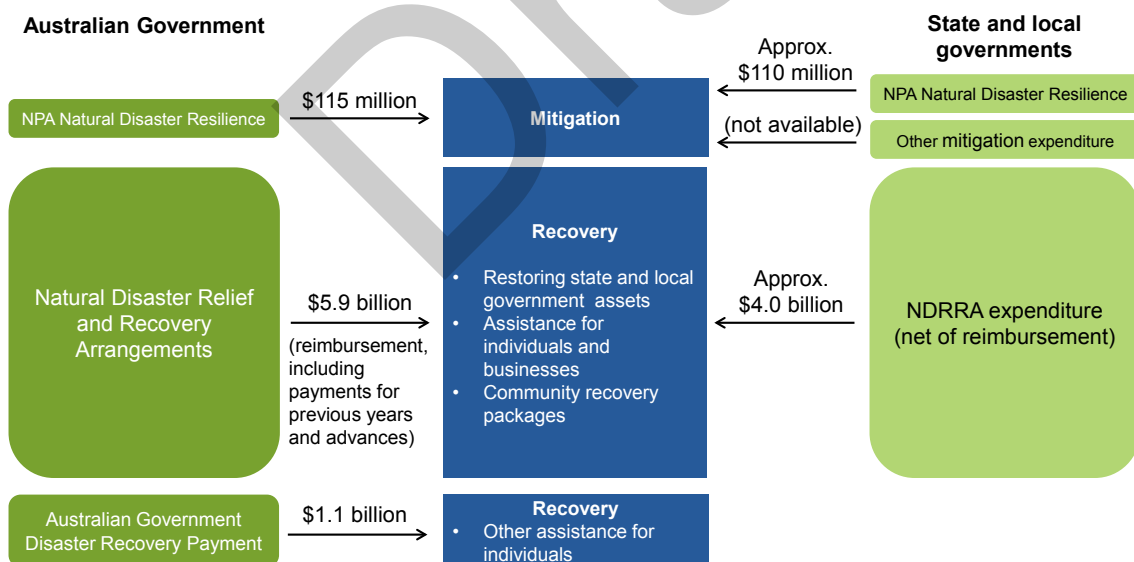 Australian Government
State and local
governments
NPA Natural Disaster Resilience
$115 million
Mitigation
Approx.
$110 million
NPA Natural Disaster Resilience
(not available)
Other mitigation expenditure
Natural Disaster Relief
and Recovery
Arrangements
$5.9 billion
(reimbursement,
including
payments for
previous years
and advances)
Recovery
• Restoring state and local
government assets
• Assistance for
individuals and
businesses
• Community recovery
packages
Approx.
$4.0 billion
NDRRA expenditure
(net of reimbursement)
Australian Government
Disaster Recovery Payment
$1.1 billion
Recovery
• Other assistance for
individuals